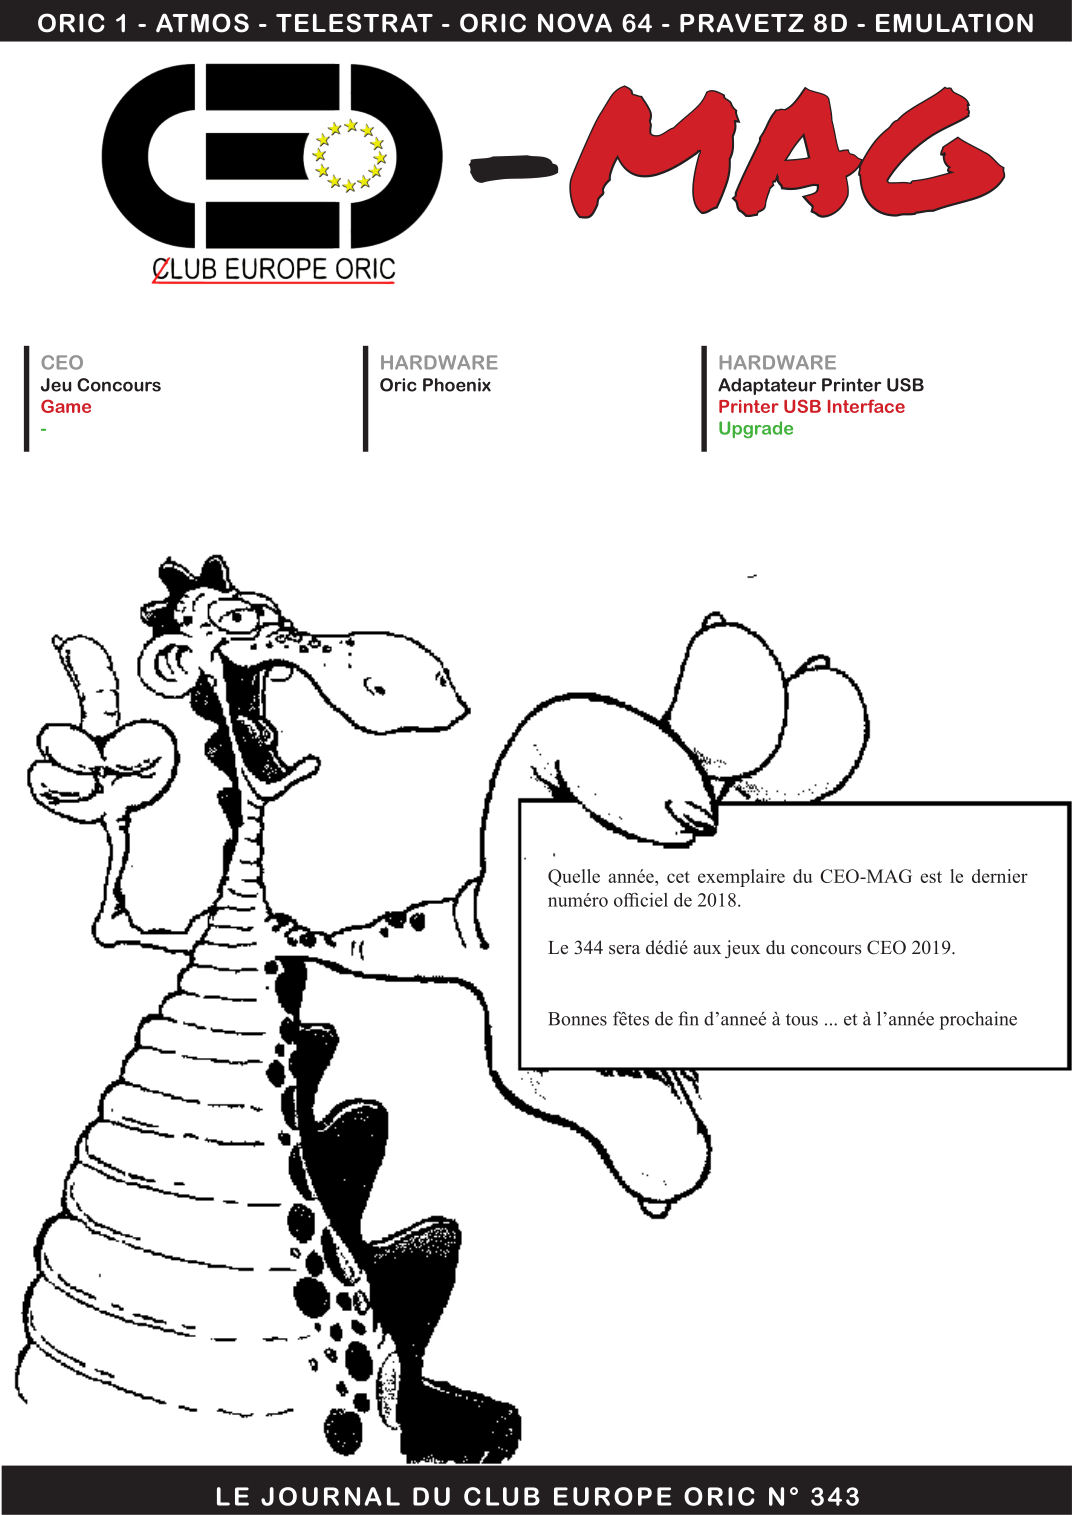 ORIC 1 - ATMOS - TELESTRAT - ORIC NOVA 64 - PRAVETZ 8D - EMULATION
CEO
-MAG
CLUB EUROPE ORIC
CEO
Jeu Concours
Game
-
HARDWARE
Oric Phoenix
HARDWARE
Adaptateur Printer USB
Printer USB Interface
Upgrade
Quelle année, cet exemplaire du CEO-MAG est le dernier
numéro officiel de 2018.
Le 344 sera dédié aux jeux du concours CEO 2019.
Bonnes fêtes de fin d’anneé à tous ... et à l’année prochaine
LE JOURNAL DU CLUB EUROPE ORIC N° 343